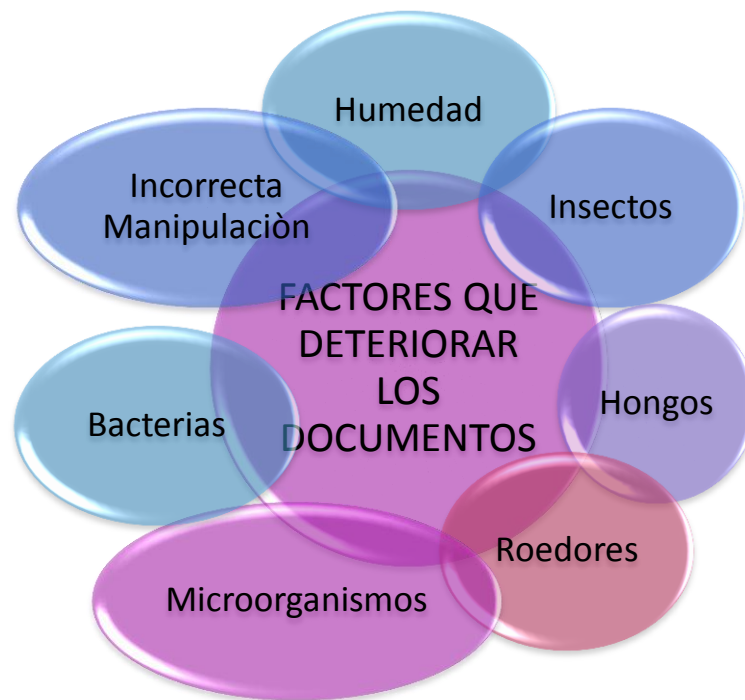 Humedad
Incorrecta
Manipulaciòn
Insectos
FACTORES QUE
DETERIORAR
LOS
DOCUMENTOS
Hongos
Bacterias
Roedores
Microorganismos